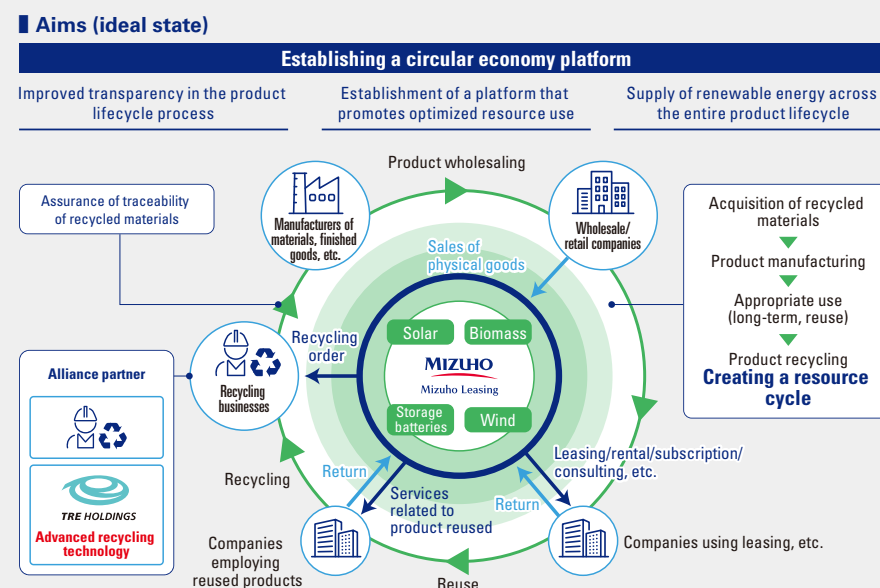 Aims (ideal state)
Establishing a circular economy platform
Improved transparency in the product
lifecycle process
Establishment of a platform that
promotes optimized resource use
Supply of renewable energy across
the entire product lifecycle
Product wholesaling
Assurance of traceability
of recycled materials
Manufacturers of
materials, finished
goods, etc.
Wholesale/
retail companies
Sales of
physical goods
Acquisition of recycled
materials
Product manufacturing
Appropriate use
(long-term, reuse)
Product recycling
Creating a resource
cycle
Solar
Biomass
MIZUHO
Mizuho Leasing
Storage
batteries
Wind
Recycling
order
Recycling
businesses
Alliance partner
TRE HOLDINGS
Advanced recycling
technology
Recycling
Return
Services
related to
product reused
Return
Leasing/rental/subscription/
consulting, etc.
Companies
employing
reused products
Companies using leasing, etc.
Reuse